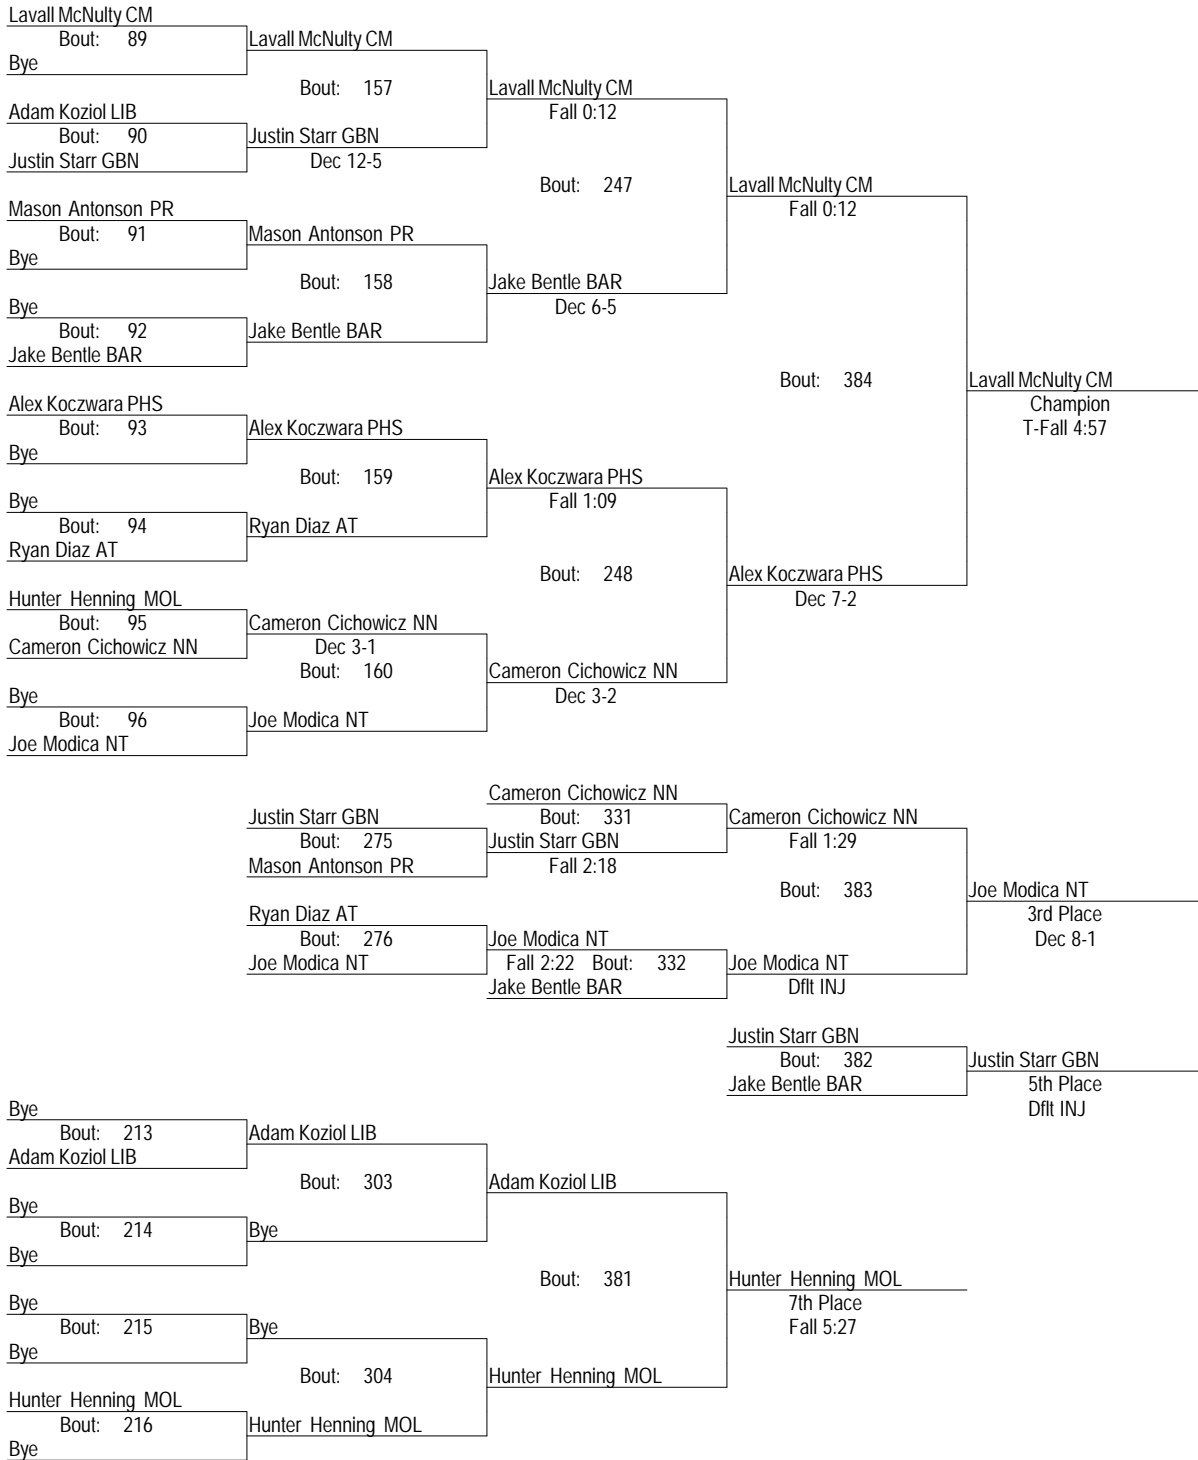 Lavall McNulty CM
Bout: 89
Bye
Lavall McNulty CM
Bout: 157
Adam Koziol LIB
Bout: 90
Justin Starr GBN
Justin Starr GBN
Dec 12-5
Lavall McNulty CM
Fall 0:12
Bout: 247
Mason Antonson PR
Bout: 91
Bye
Mason Antonson PR
Bout: 158
Bye
Bout: 92
Jake Bentle BAR
Jake Bentle BAR
Jake Bentle BAR
Dec 6-5
Lavall McNulty CM
Fall 0:12
Bout: 384
Alex Koczwara PHS
Bout: 93
Bye
Alex Koczwara PHS
Bout: 159
Bye
Bout: 94
Ryan Diaz AT
Ryan Diaz AT
Alex Koczwara PHS
Fall 1:09
Bout: 248
Hunter Henning MOL
Bout: 95
Cameron Cichowicz NN
Cameron Cichowicz NN
Dec 3-1
Bout: 160
Bye
Bout: 96
Joe Modica NT
Joe Modica NT
Cameron Cichowicz NN
Dec 3-2
Alex Koczwara PHS
Dec 7-2
Lavall McNulty CM
Champion
T-Fall 4:57
Cameron Cichowicz NN
Bout: 331
Justin Starr GBN
Bout: 275
Mason Antonson PR
Justin Starr GBN
Fall 2:18
Cameron Cichowicz NN
Fall 1:29
Bout: 383
Ryan Diaz AT
Bout: 276
Joe Modica NT
Joe Modica NT
Fall 2:22 Bout: 332
Jake Bentle BAR
Joe Modica NT
Dflt INJ
Joe Modica NT
3rd Place
Dec 8-1
Justin Starr GBN
Bout: 382
Jake Bentle BAR
Justin Starr GBN
5th Place
Dflt INJ
Bye
Bout: 213
Adam Koziol LIB
Adam Koziol LIB
Bout: 303
Bye
Bout: 214
Bye
Bye
Adam Koziol LIB
Bout: 381
Bye
Bout: 215
Bye
Bye
Bout: 304
Hunter Henning MOL
Bout: 216
Bye
Hunter Henning MOL
Hunter Henning MOL
Hunter Henning MOL
7th Place
Fall 5:27